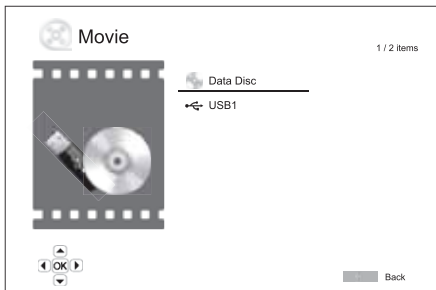 Movie
1 / 2 items
Data Disc
USB1
OK
Back